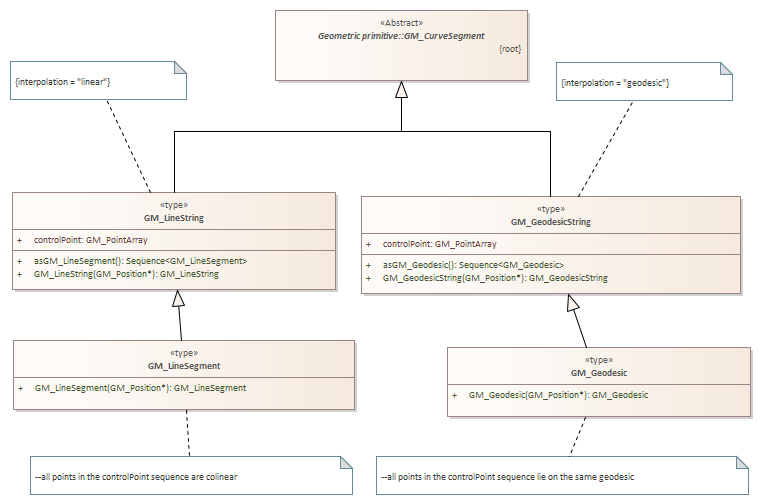 «Abstract»
Geometric primitive::GM_CurveSegment
{root}
{interpolation = "linear"}
{interpolation = "geodesic"}
«type»
GM_LineString
+ controlPoint: GM_PointArray
+ asGM_LineSegment(): Sequence<GM_LineSegment>
+ GM_LineString(GM_Position*): GM_LineString
«type»
GM_GeodesicString
+ controlPoint: GM_PointArray
+ asGM_Geodesic(): Sequence<GM_Geodesic>
+ GM_GeodesicString(GM_Position*): GM_GeodesicString
«type»
GM_LineSegment
+ GM_LineSegment(GM_Position*): GM_LineSegment
«type»
GM_Geodesic
+ GM_Geodesic(GM_Position*): GM_Geodesic
--all points in the controlPoint sequence are colinear
--all points in the controlPoint sequence lie on the same geodesic